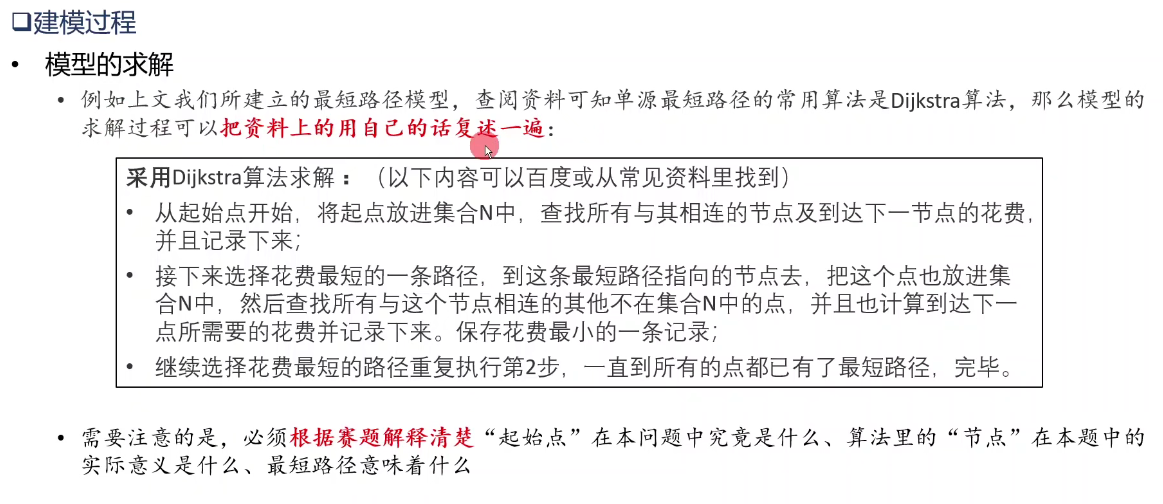 ❑建模过程
• 模型的求解
• 例如上文我们所建立的最短路径模型，查阅资料可知单源最短路径的常用算法是Dijkstra算法，那么模型的
求解过程可以把资料上的用自己的话复述一遍：
采用Dijkstra算法求解：（以下内容可以百度或从常见资料里找到）
• 从起始点开始，将起点放进集合N中，查找所有与其相连的节点及到达下一节点的花费，
并且记录下来；
• 接下来选择花费最短的一条路径，到这条最短路径指向的节点去，把这个点也放进集
合N中，然后查找所有与这个节点相连的其他不在集合N中的点，并且也计算到达下一
点所需要的花费并记录下来。保存花费最小的一条记录；
• 继续选择花费最短的路径重复执行第2步，一直到所有的点都已有了最短路径，完毕。
• 需要注意的是，必须根据赛题解释清楚“起始点”在本问题中究竟是什么、算法里的“节点”在本题中的
实际意义是什么、最短路径意味着什么